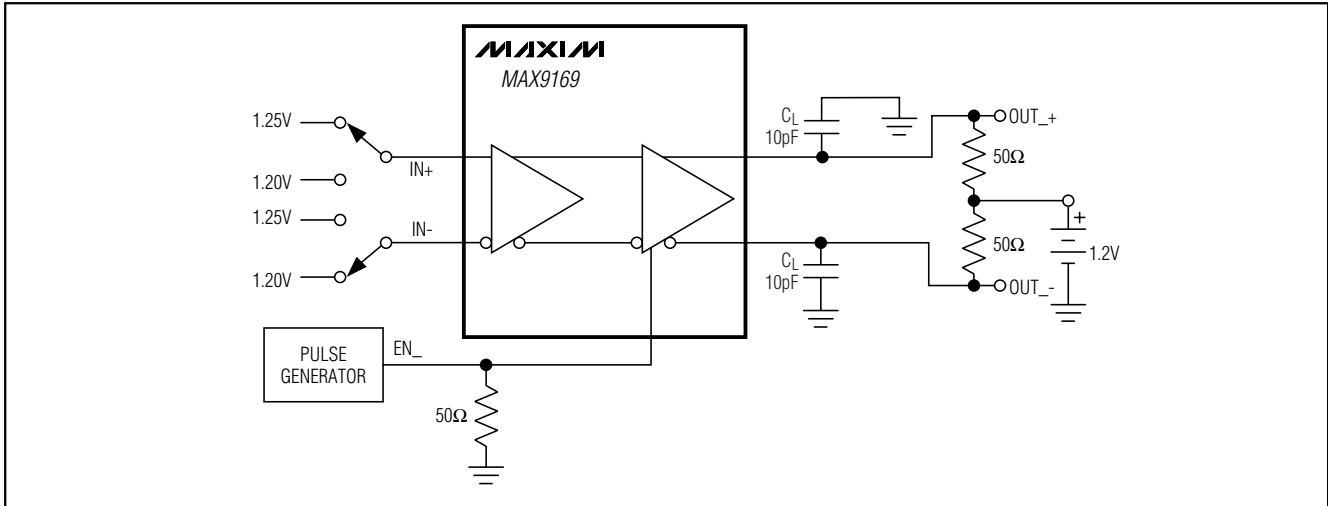 MAXIM
MAX9169
1.25V
IN+
1.20V
1.25V
IN-
1.20V
PULSE
GENERATOR
EN_
50Ω
CL
10pF
CL
10pF
OUT_+
50Ω
50Ω
+
1.2V
OUT_-